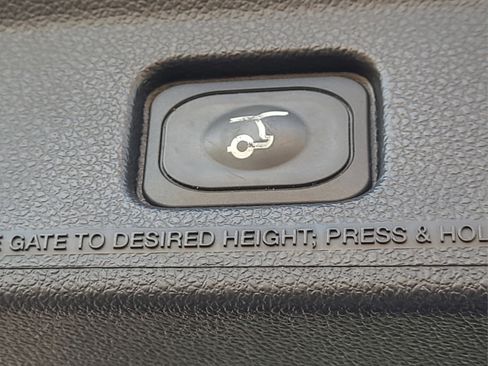 GATE TO DESIRED HEIGHT; PRESS & HOL